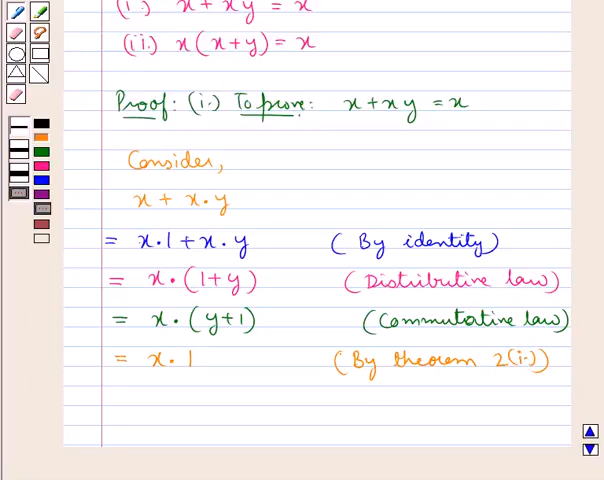 (i.) x + xy = x
(ii.) x(x+y) = x
Proof: (i.) To prove: x + xy = x
Consider,
x + x·y
= x·1 + x·y (By identity)
= x·(1+y) (Distributive law)
= x·(y+1) (Commutative law)
= x·1 (By theorem 2(i.))